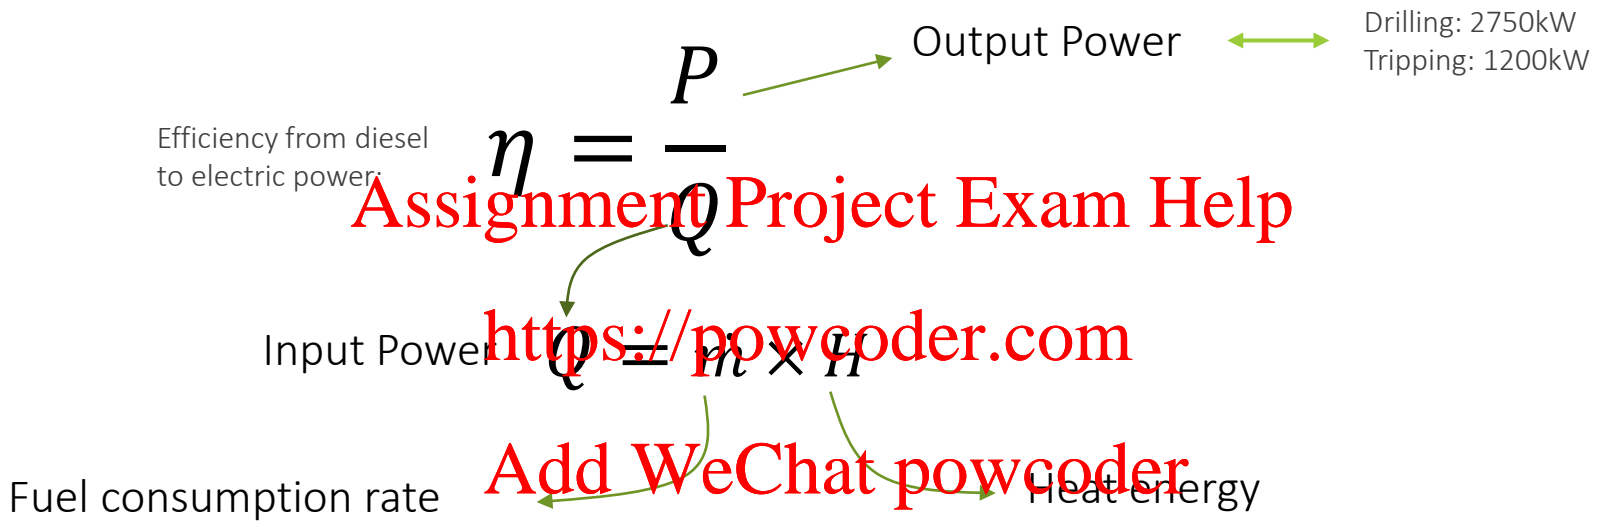 Output Power
Drilling: 2750kW
Tripping: 1200kW
Efficiency from diesel
to electric power:
η = P
Q
Assignment Project Exam Help
Input Power
Q = ṁ × H
https://powcoder.com
Add WeChat powcoder
Fuel consumption rate
Heat energy